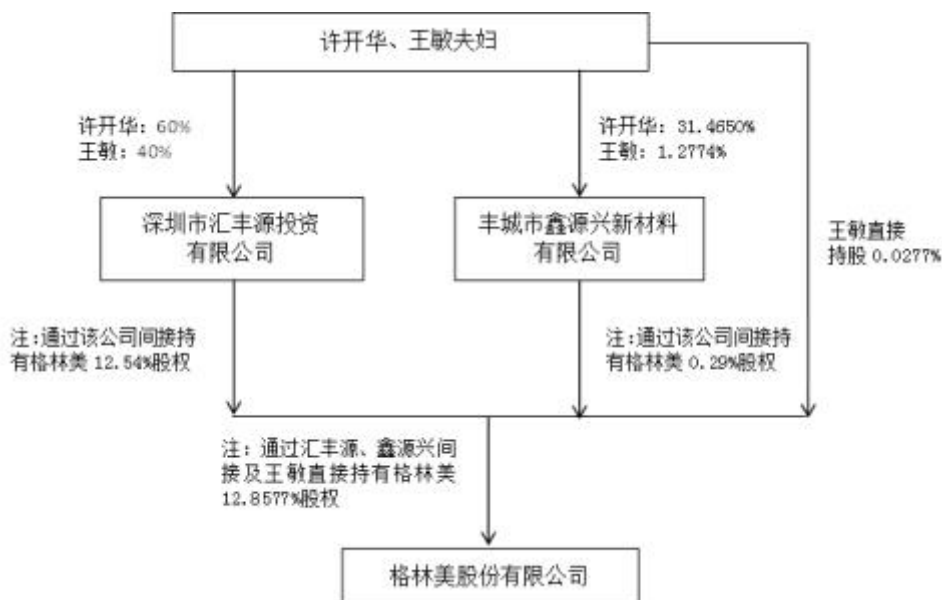 许开华、王敏夫妇
许开华：60%
王敏：40%
许开华：31.4650%
王敏：1.2774%
深圳市汇丰源投资
有限公司
丰城市鑫源兴新材料
有限公司
王敏直接
持股 0.0277%
注:通过该公司间接持
有格林美 12.54%股权
注:通过该公司间接持
有格林美 0.29%股权
注：通过汇丰源、鑫源兴间
接及王敏直接持有格林美
12.8577%股权
格林美股份有限公司